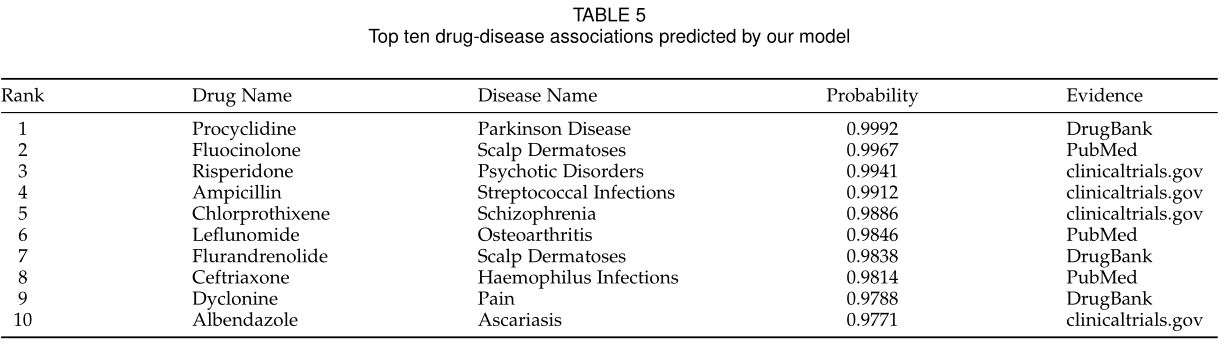 TABLE 5
Top ten drug-disease associations predicted by our model
Rank Drug Name Disease Name Probability Evidence
1 Procyclidine Parkinson Disease 0.9992 DrugBank
2 Fluocinolone Scalp Dermatoses 0.9967 PubMed
3 Risperidone Psychotic Disorders 0.9941 clinicaltrials.gov
4 Ampicillin Streptococcal Infections 0.9912 clinicaltrials.gov
5 Chlorprothixene Schizophrenia 0.9886 clinicaltrials.gov
6 Leflunomide Osteoarthritis 0.9846 PubMed
7 Flurandrenolide Scalp Dermatoses 0.9838 DrugBank
8 Ceftriaxone Haemophilus Infections 0.9814 PubMed
9 Dyclonine Pain 0.9788 DrugBank
10 Albendazole Ascariasis 0.9771 clinicaltrials.gov